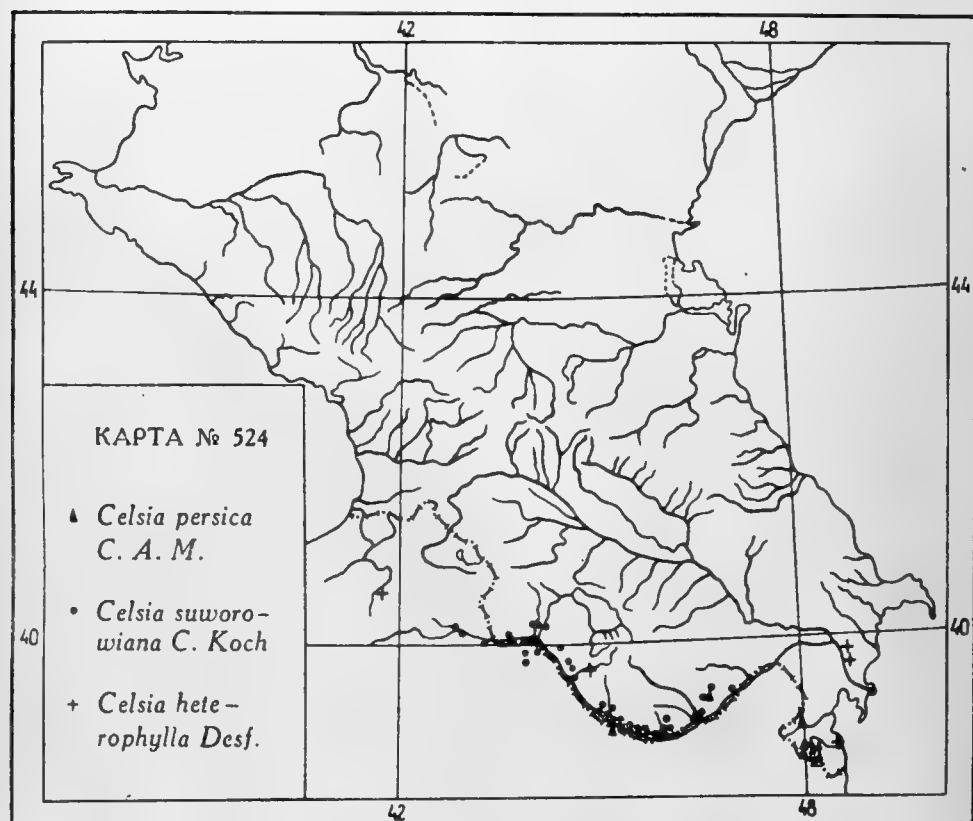 42 48
44 44
КАРТА № 524
Celsia persica
C. A. M.
Celsia suworo-
wiana C. Koch
40 40
Celsia hete-
rophylla Desf.
42 48